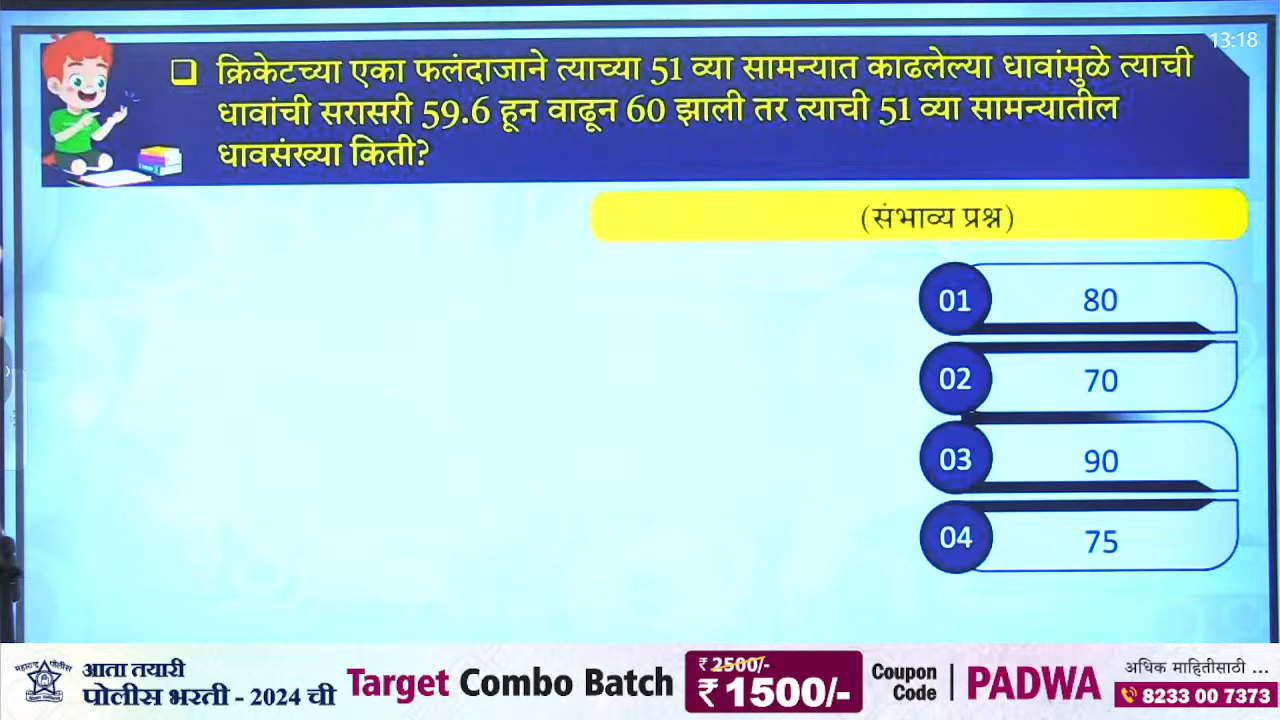 13:18
❑ क्रिकेटच्या एका फलंदाजाने त्याच्या 51 व्या सामन्यात काढलेल्या धावांमुळे त्याची
धावांची सरासरी 59.6 हून वाढून 60 झाली तर त्याची 51 व्या सामन्यातील
धावसंख्या किती?
(संभाव्य प्रश्न)
01 80
02 70
03 90
04 75
आता तयारी
पोलीस भरती - 2024 ची
Target Combo Batch
₹ 2500/-
₹ 1500/-
Coupon
Code
PADWA
अधिक माहितीसाठी ...
8233 00 7373